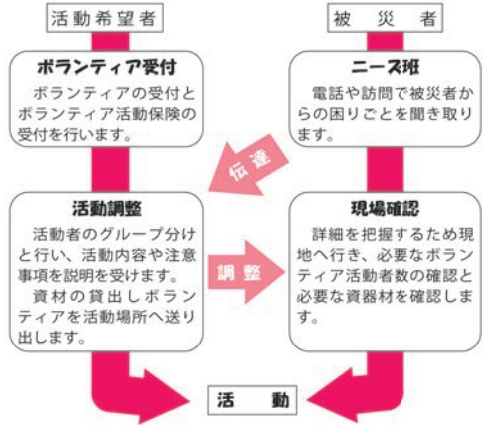 活動希望者
ボランティア受付
ボランティアの受付と
ボランティア活動保険の
受付を行います。
活動調整
活動者のグループ分け
と行い、活動内容や注意
事項を説明を受けます。
資材の貸出しボラン
ティアを活動場所へ送り
出します。
被災者
ニーズ班
電話や訪問で被災者か
らの困りごとを聞き取り
ます。
伝達
現場確認
詳細を把握するため現
地へ行き、必要なボラン
ティア活動者数の確認と
必要な資器材を確認しま
す。
調整
活動